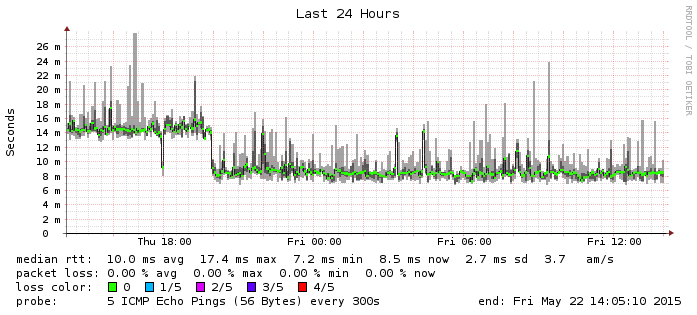 Last 24 Hours
RRDTOOL / TOBI OETIKER
Seconds
26 m
24 m
22 m
20 m
18 m
16 m
14 m
12 m
10 m
8 m
6 m
4 m
2 m
0
Thu 18:00 Fri 00:00 Fri 06:00 Fri 12:00
median rtt: 10.0 ms avg 17.4 ms max 7.2 ms min 8.5 ms now 2.7 ms sd 3.7 am/s
packet loss: 0.00 % avg 0.00 % max 0.00 % min 0.00 % now
loss color: 0 1/5 2/5 3/5 4/5
probe: 5 ICMP Echo Pings (56 Bytes) every 300s end: Fri May 22 14:05:10 2015